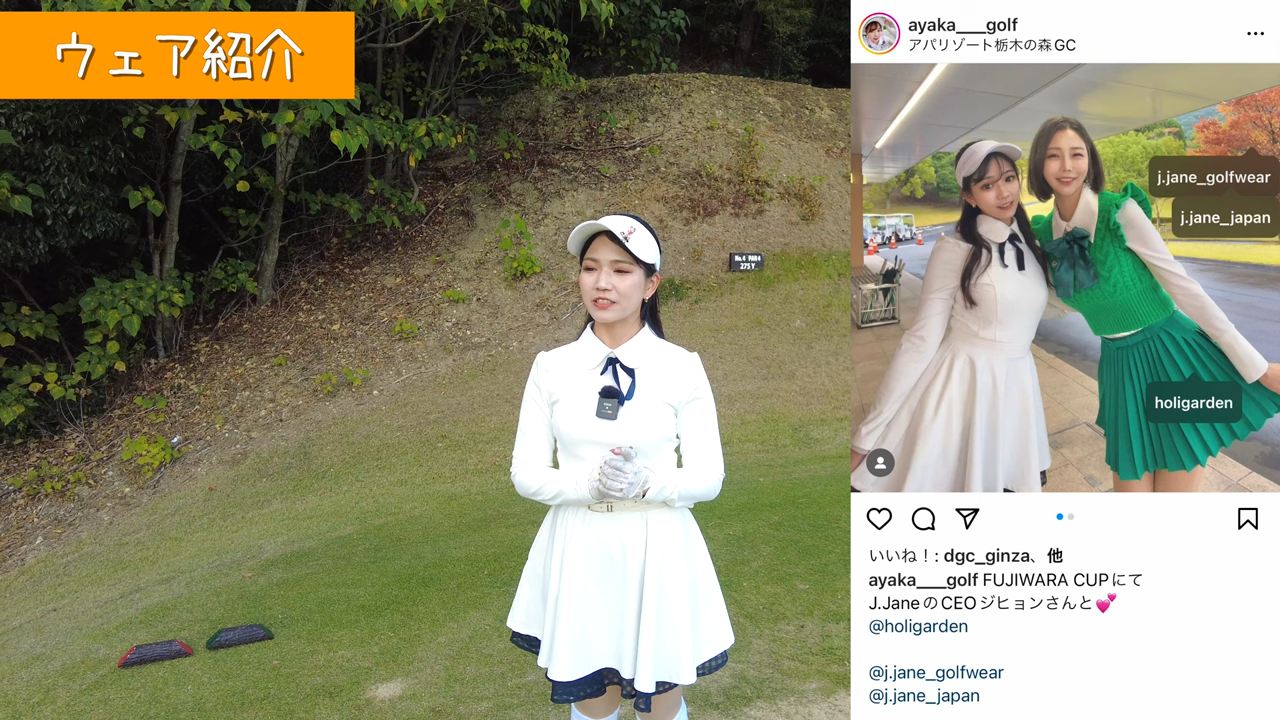 ウェア紹介
No.4 PAR4
275Y
ayaka___golf
アパリゾート栃木の森GC
j.jane_golfwear
j.jane_japan
holigarden
いいね！: dgc_ginza、他
ayaka___golf FUJIWARA CUPにて
J.JaneのCEOジヒョンさんと💕
@holigarden
@j.jane_golfwear
@j.jane_japan